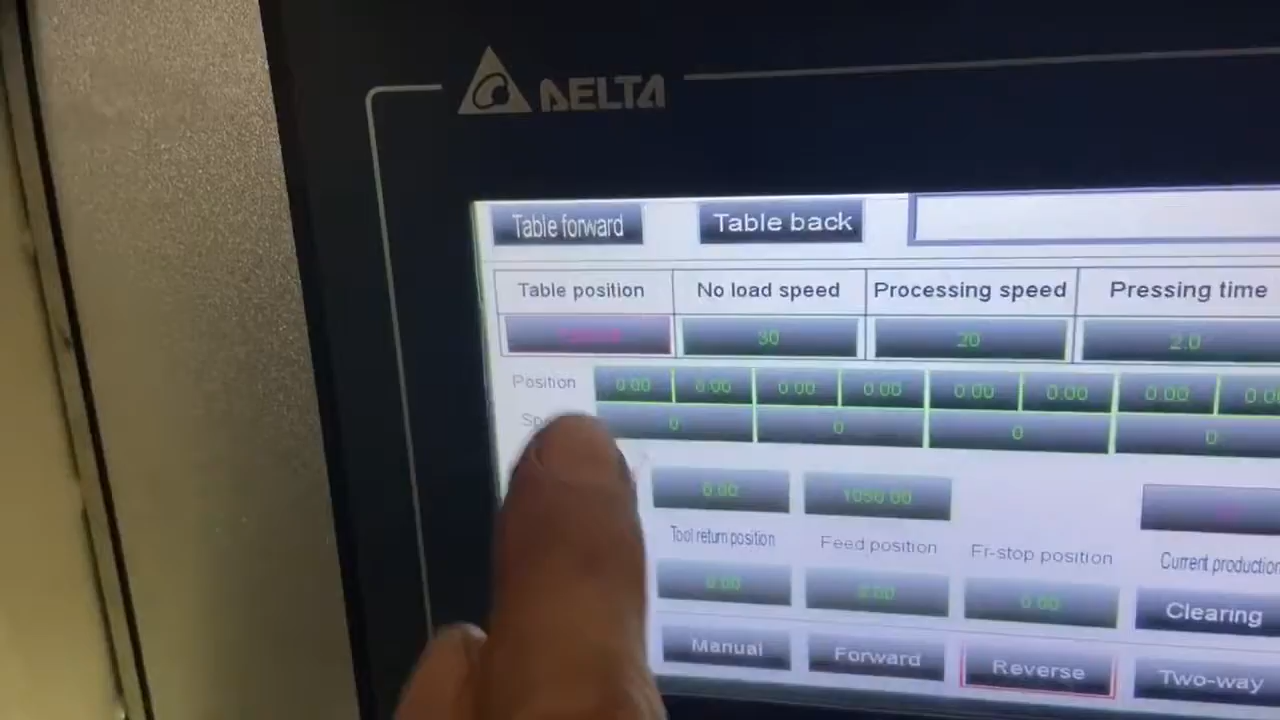 DELTA
Table forward Table back
Table position No load speed Processing speed Pressing time
30 20 2.0
Position 0.00 0.00 0.00 0.00 0.00 0.00 0.00
0 0 0 0
0.00 1050.00
Tool return position Feed position Fr-stop position Current production
0.00 0.00 0.00 Clearing
Manual Forward Reverse Two-way